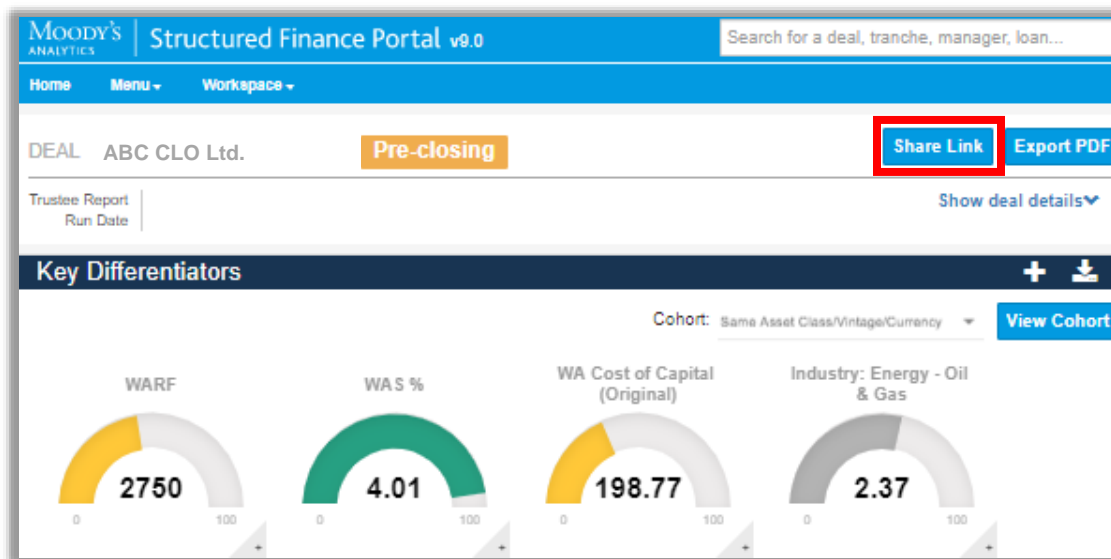 MOODY'S
ANALYTICS
Structured Finance Portal v9.0
Search for a deal, tranche, manager, loan...
Home Menu Workspace
DEAL ABC CLO Ltd. Pre-closing Share Link Export PDF
Trustee Report
Run Date
Show deal details
Key Differentiators
Cohort: Same Asset Class/Vintage/Currency View Cohort
WARF
2750
0 100
+
WAS %
4.01
0 100
+
WA Cost of Capital
(Original)
198.77
0 100
+
Industry: Energy - Oil
& Gas
2.37
0 100
+